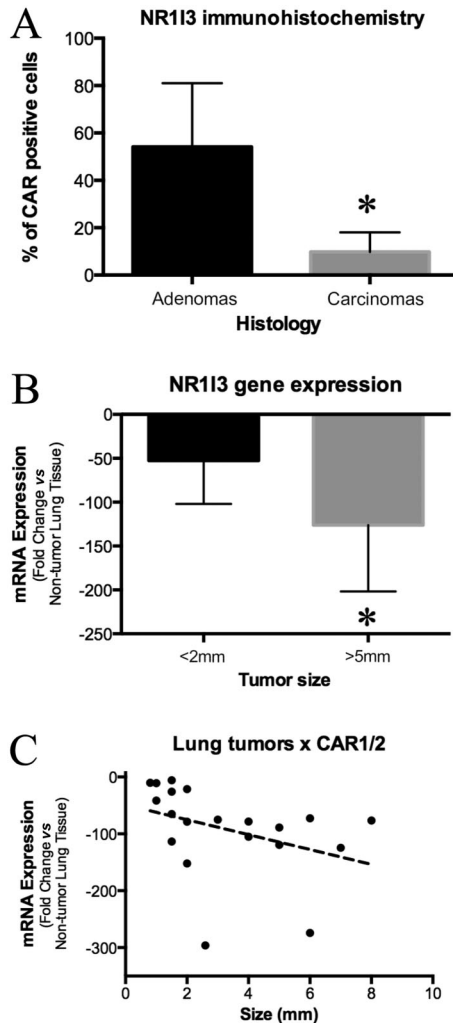 A
NR1I3 immunohistochemistry
% of CAR positive cells
100
80
60
40
20
0
*
Adenomas
Carcinomas
Histology
B
NR1I3 gene expression
mRNA Expression
(Fold Change vs
Non-tumor Lung Tissue)
0
-50
-100
-150
-200
-250
*
<2mm
>5mm
Tumor size
C
Lung tumors x CAR1/2
mRNA Expression
(Fold Change vs
Non-tumor Lung Tissue)
0
-100
-200
-300
0
2
4
6
8
10
Size (mm)